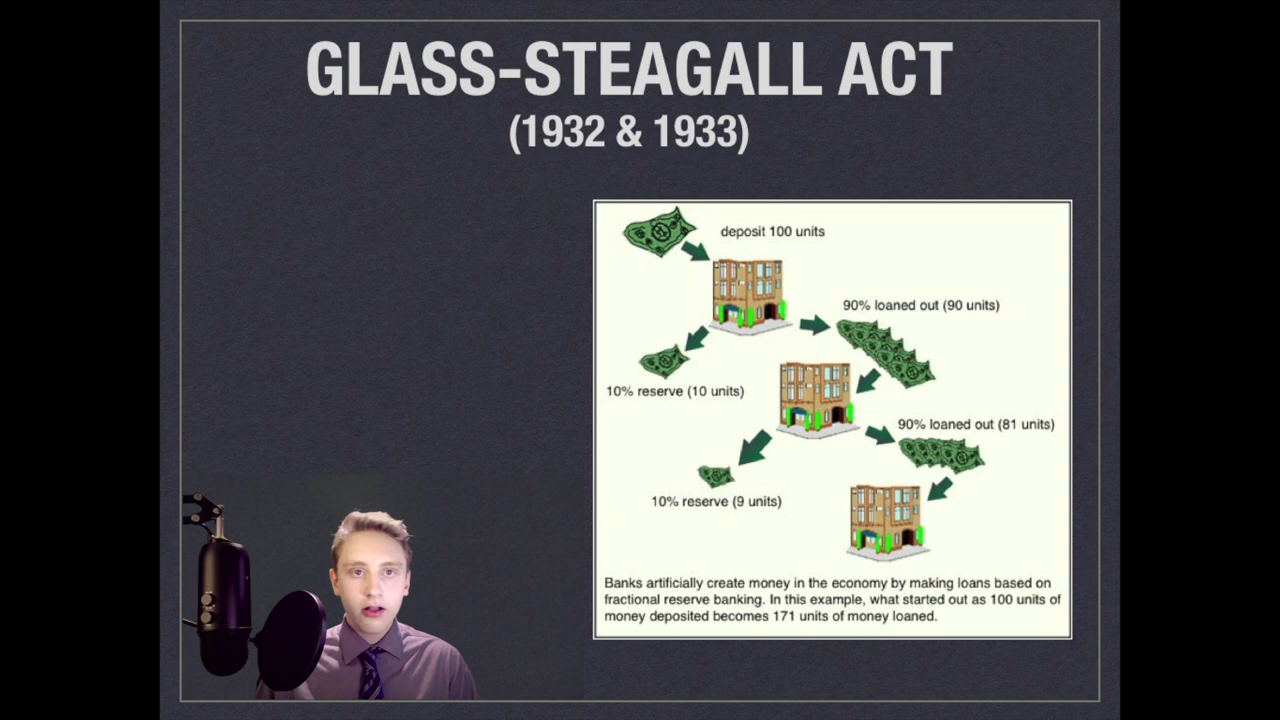 GLASS-STEAGALL ACT
(1932 & 1933)
deposit 100 units
90% loaned out (90 units)
10% reserve (10 units)
90% loaned out (81 units)
10% reserve (9 units)
Banks artificially create money in the economy by making loans based on
fractional reserve banking. In this example, what started out as 100 units of
money deposited becomes 171 units of money loaned.